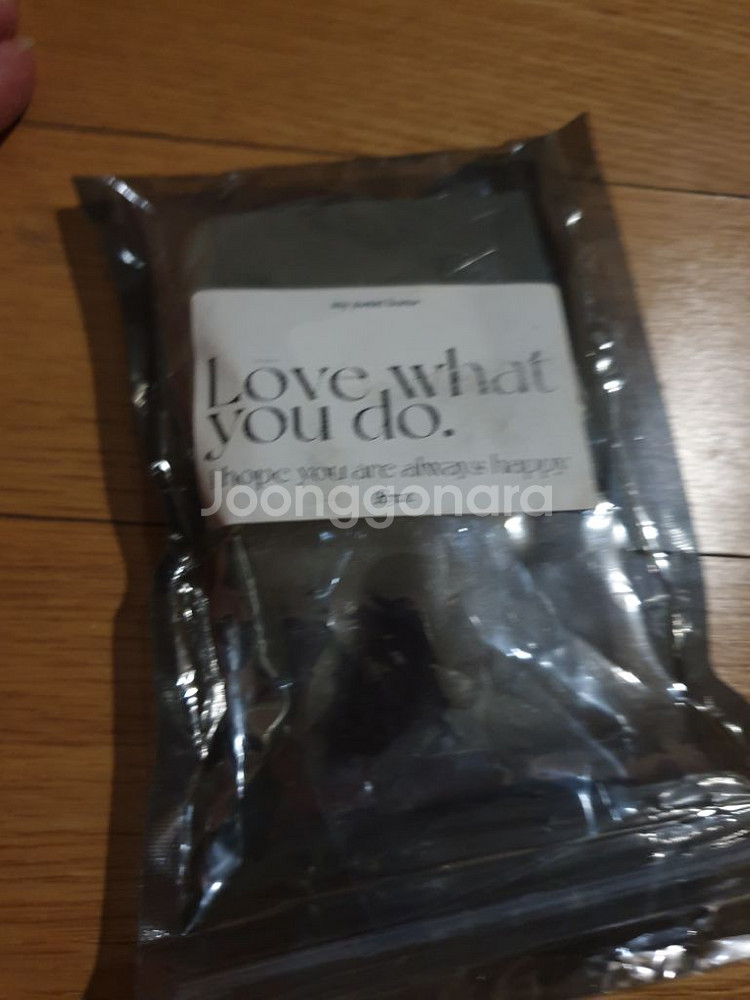 Love what
you do.
I hope you are always happy
Joonggonara